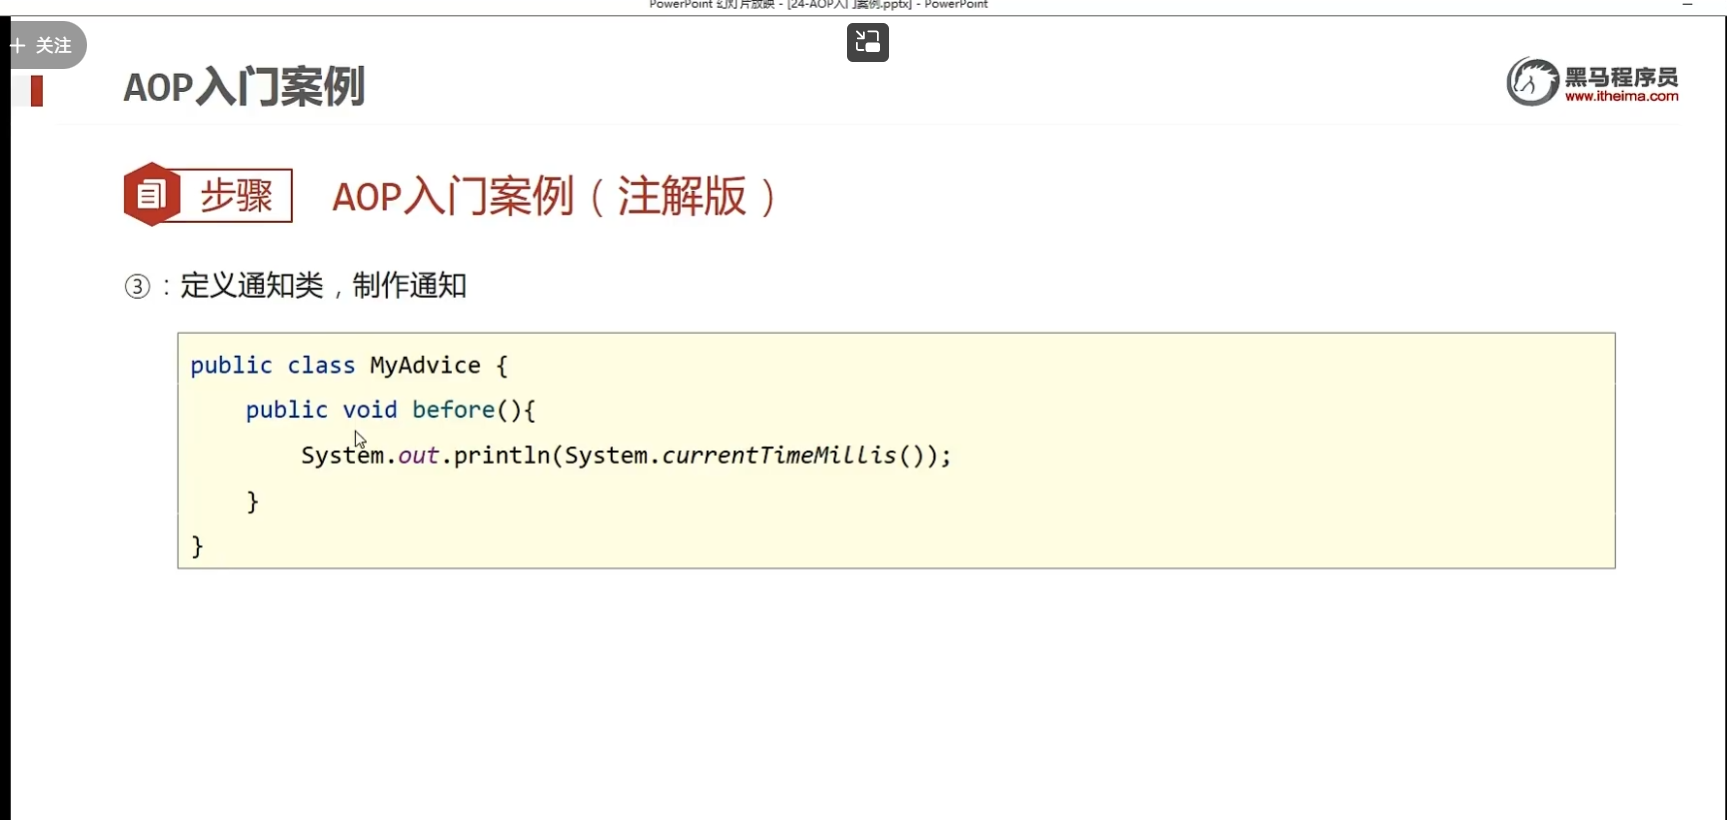 PowerPoint 幻灯片放映 - [24-AOP入门案例.pptx] - PowerPoint
+ 关注
AOP入门案例
黑马程序员
www.itheima.com
步骤
AOP入门案例（注解版）
③：定义通知类，制作通知
public class MyAdvice {
public void before(){
System.out.println(System.currentTimeMillis());
}
}